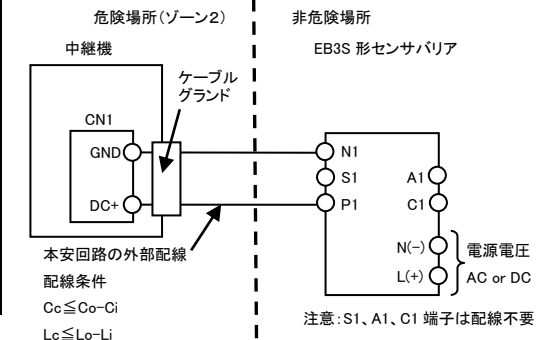 危険場所(ゾーン2)
非危険場所
中継機
EB3S 形センサバリア
ケーブル
グランド
CN1
GND
DC+
N1
S1
P1
A1
C1
N(-)
L(+)
電源電圧
AC or DC
本安回路の外部配線
配線条件
Cc≦Co-Ci
Lc≦Lo-Li
注意:S1、A1、C1 端子は配線不要